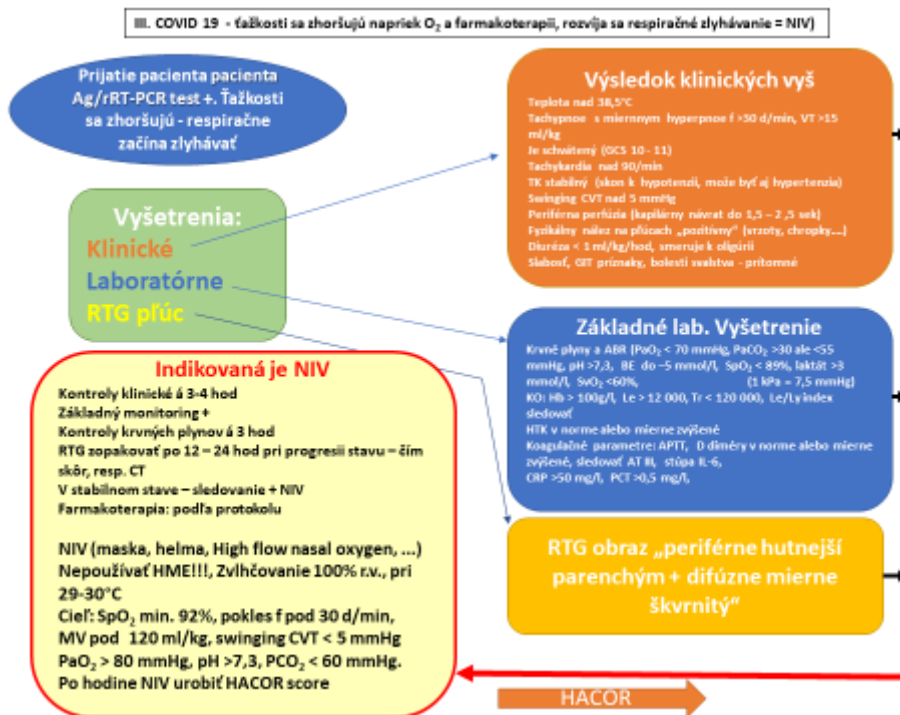 III. COVID 19 - ťažkosti sa zhoršujú napriek O₂ a farmakoterapii, rozvíja sa respiračné zlyhávanie = NIV)
Prijatie pacienta pacienta
Ag/rRT-PCR test +. Ťažkosti
sa zhoršujú - respiračne
začína zlyhávať
Vyšetrenia:
Klinické
Laboratórne
RTG pľúc
Výsledok klinických vyš
Teplota nad 38,5°C
Tachypnoe s miernnym hyperpnoe f >30 d/min, VT >15
ml/kg
Je schvátený (GCS 10 - 11)
Tachykardia nad 90/min
TK stabilný (skon k hypotenzii, može byť aj hypertenzia)
Swinging CVT nad 5 mmHg
Periférna perfúzia (kapilárny návrat do 1,5 – 2 ,5 sek)
Fyzikálny nález na pľúcach „pozitívny“ (vrzoty, chropky....)
Diuréza < 1 ml/kg/hod, smeruje k oligúrii
Slabosť, GIT príznaky, bolesti svalstva - prítomné
Základné lab. Vyšetrenie
Krvné plyny a ABR (PaO₂ < 70 mmHg, PaCO₂ >30 ale <55
mmHg, pH >7,3, BE do –5 mmol/l, SpO₂ < 89%, laktát >3
mmol/l, SvO₂ <60%, (1 kPa = 7,5 mmHg)
KO: Hb > 100g/l, Le > 12 000, Tr < 120 000, Le/Ly index
sledovať
HTK v norme alebo mierne zvýšené
Koagulačné parametre: APTT, D diméry v norme alebo mierne
zvýšené, sledovať AT III, stúpa IL-6,
CRP >50 mg/l, PCT >0,5 mg/l,
RTG obraz „periférne hutnejší
parenchým + difúzne mierne
škvrnitý“
Indikovaná je NIV
Kontroly klinické á 3-4 hod
Základný monitoring +
Kontroly krvných plynov á 3 hod
RTG zopakovať po 12 – 24 hod pri progresii stavu – čím
skôr, resp. CT
V stabilnom stave – sledovanie + NIV
Farmakoterapia: podľa protokolu
NIV (maska, helma, High flow nasal oxygen, ...)
Nepoužívať HME!!!, Zvlhčovanie 100% r.v., pri
29-30°C
Cieľ: SpO₂ min. 92%, pokles f pod 30 d/min,
MV pod 120 ml/kg, swinging CVT < 5 mmHg
PaO₂ > 80 mmHg, pH >7,3, PCO₂ < 60 mmHg.
Po hodine NIV urobiť HACOR score
HACOR